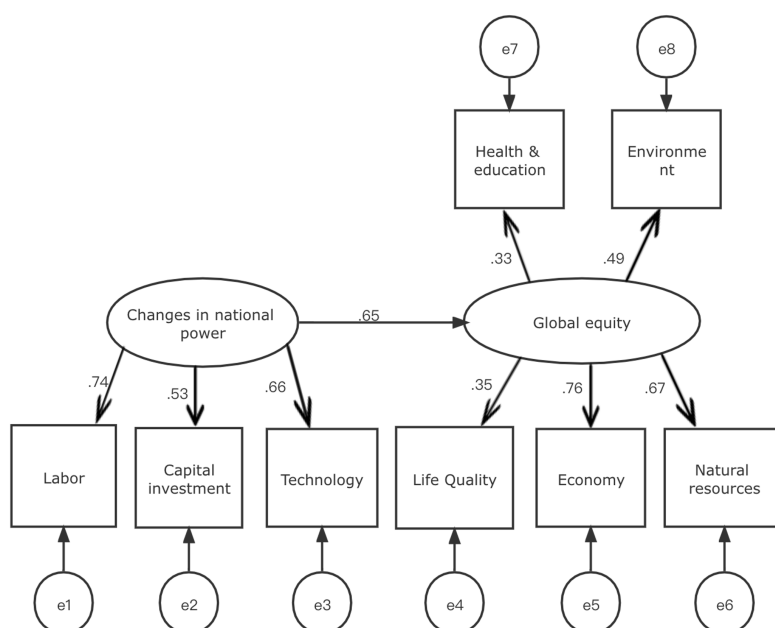 e7
e8
Health &
education
Environme
nt
.33
.49
Changes in national
power
.65
Global equity
.74
.53
.66
.35
.76
.67
Labor
Capital
investment
Technology
Life Quality
Economy
Natural
resources
e1
e2
e3
e4
e5
e6